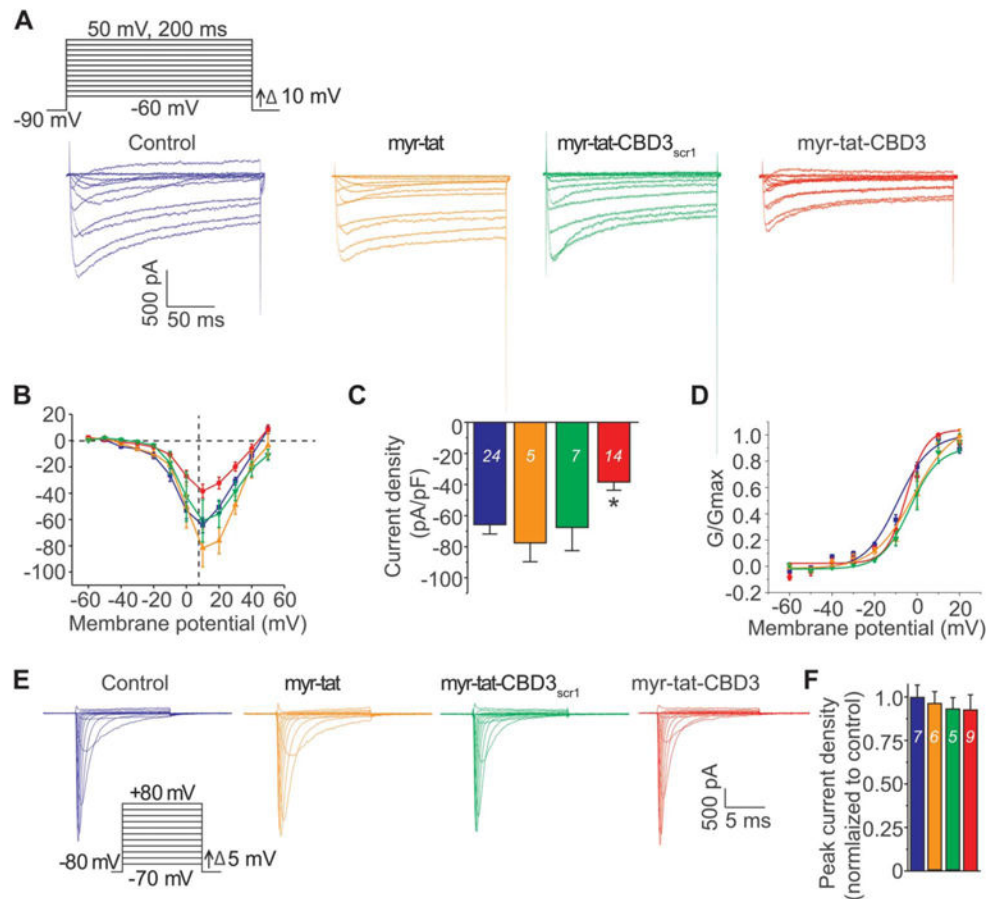 A
50 mV, 200 ms
-60 mV
Δ 10 mV
-90 mV
Control
myr-tat
myr-tat-CBD3scr1
myr-tat-CBD3
500 pA
50 ms
B
20
0
-20
-40
-60
-80
-100
-60 -40 -20 0 20 40 60
Membrane potential (mV)
C
Current density
(pA/pF)
0
-20
-40
-60
-80
-100
24
5
7
14
*
D
G/Gmax
1.0
0.8
0.6
0.4
0.2
0.0
-0.2
-60 -40 -20 0 20
Membrane potential (mV)
E
Control
myr-tat
myr-tat-CBD3scr1
myr-tat-CBD3
+80 mV
-80 mV
Δ 5 mV
-70 mV
500 pA
5 ms
F
Peak current density
(normlaized to control)
1.0
0.75
0.50
0.25
0
7
6
5
9